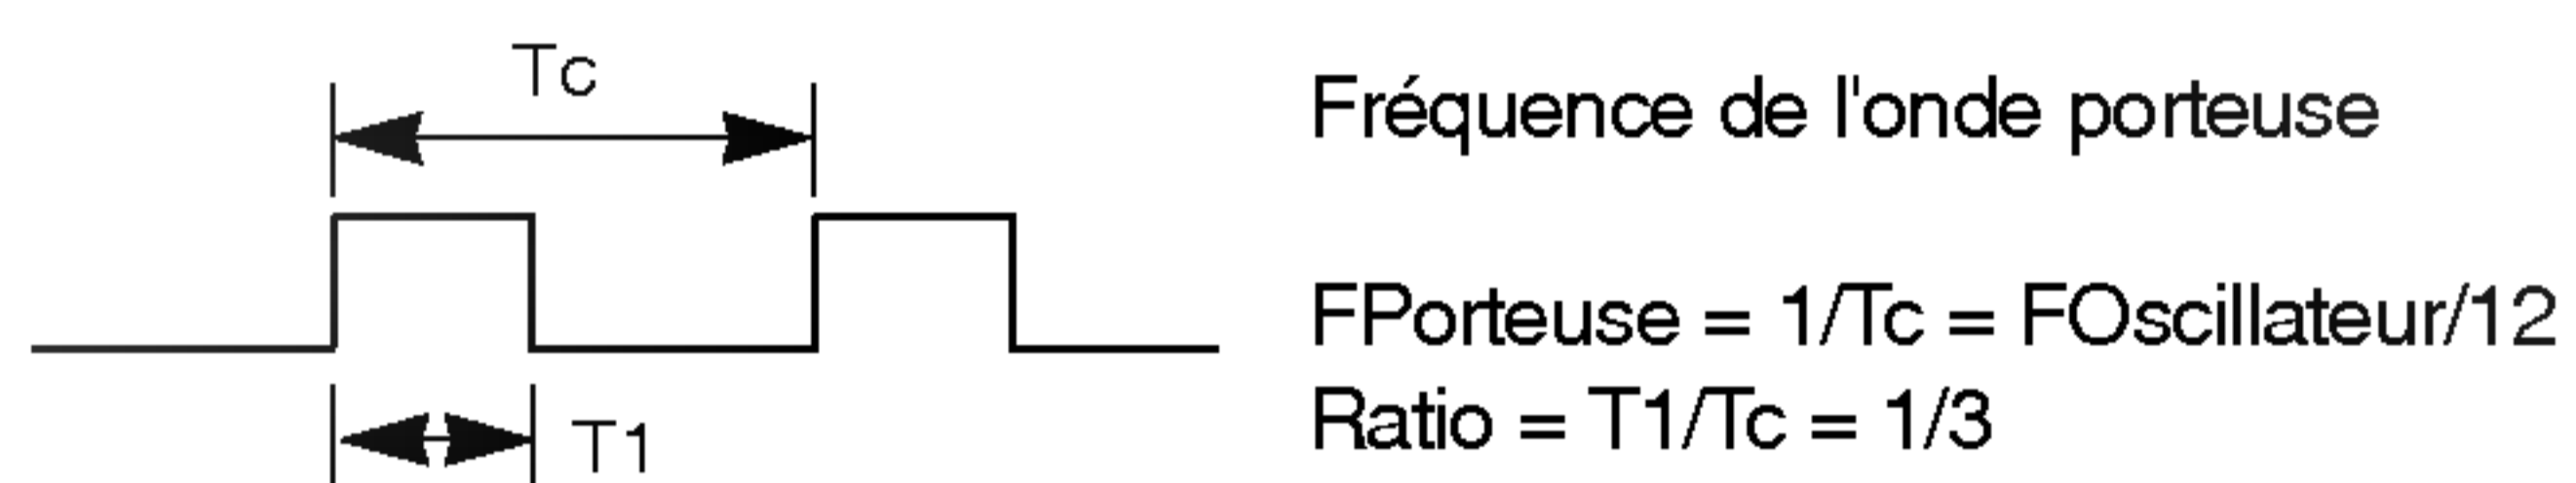 Tc
Fréquence de l'onde porteuse
FPorteuse = 1/Tc = FOscillateur/12
Ratio = T1/Tc = 1/3
T1